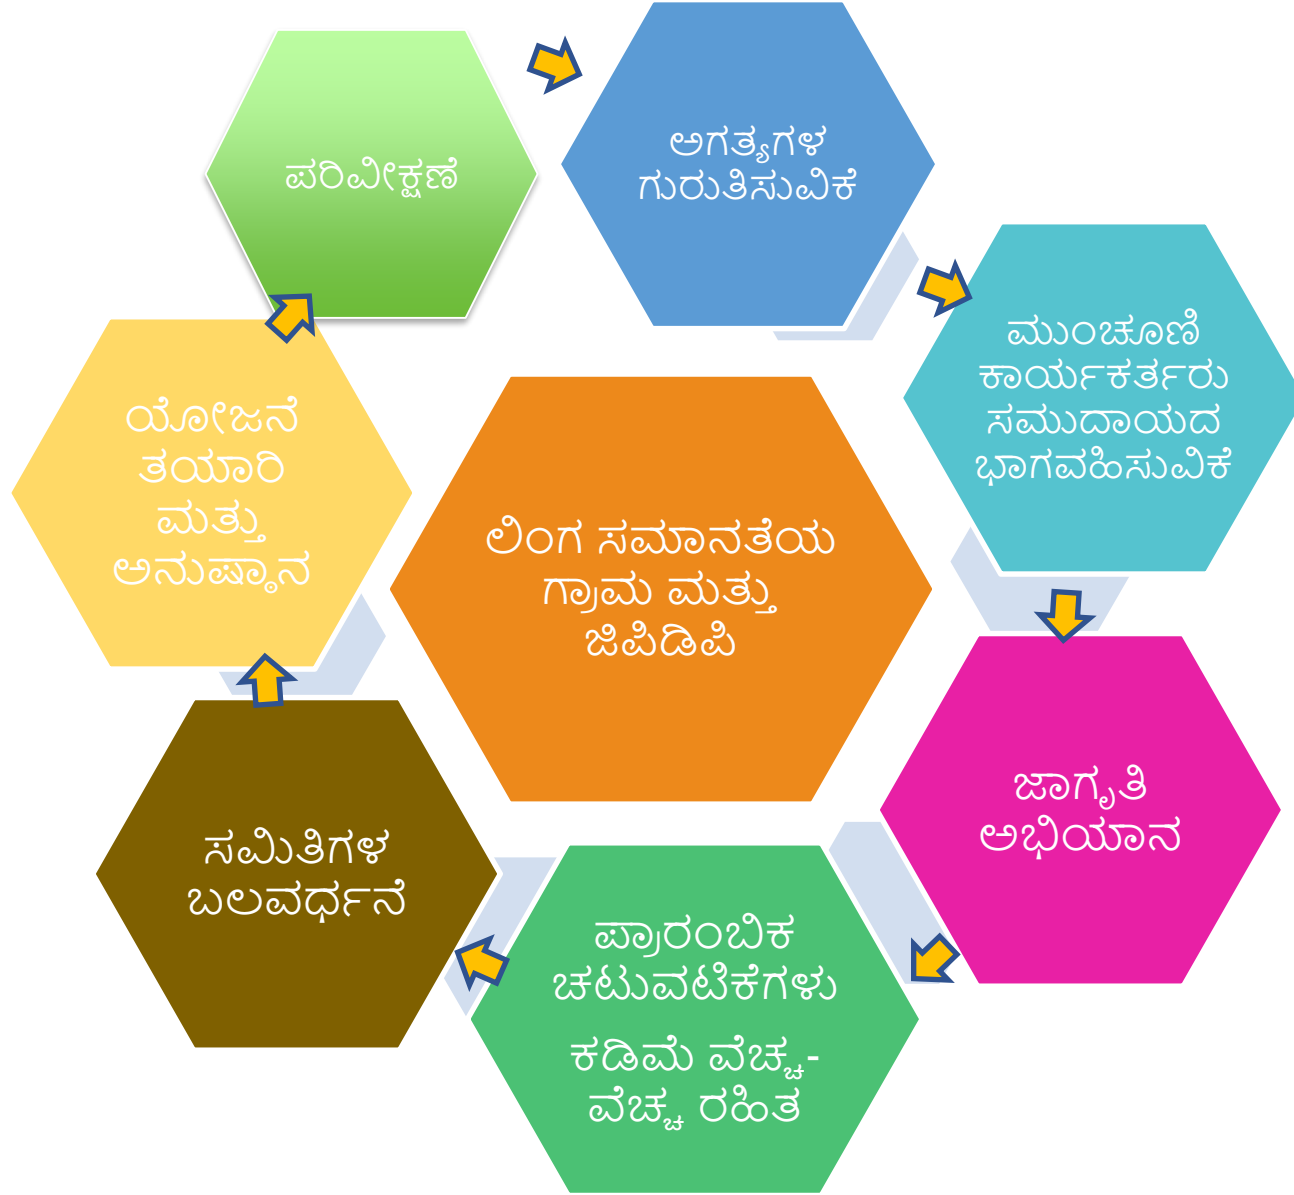 ಪರಿವೀಕ್ಷಣೆ
ಅಗತ್ಯಗಳ
ಗುರುತಿಸುವಿಕೆ
ಮುಂಚೂಣಿ
ಕಾರ್ಯಕರ್ತರು
ಸಮುದಾಯದ
ಭಾಗವಹಿಸುವಿಕೆ
ಜಾಗೃತಿ
ಅಭಿಯಾನ
ಪ್ರಾರಂಬಿಕ
ಚಟುವಟಿಕೆಗಳು
ಕಡಿಮೆ ವೆಚ್ಚ-
ವೆಚ್ಚ ರಹಿತ
ಸಮಿತಿಗಳ
ಬಲವರ್ಧನೆ
ಯೋಜನೆ
ತಯಾರಿ
ಮತ್ತು
ಅನುಷ್ಠಾನ
ಲಿಂಗ ಸಮಾನತೆಯ
ಗ್ರಾಮ ಮತ್ತು
ಜಿಪಿಡಿಪಿ